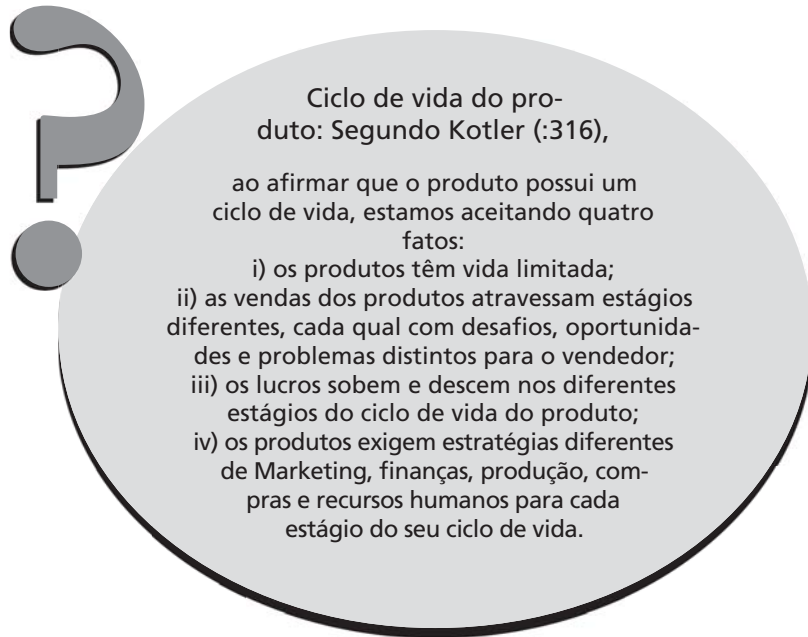 Ciclo de vida do pro-
duto: Segundo Kotler (:316),
ao afirmar que o produto possui um
ciclo de vida, estamos aceitando quatro
fatos:
i) os produtos têm vida limitada;
ii) as vendas dos produtos atravessam estágios
diferentes, cada qual com desafios, oportunida-
des e problemas distintos para o vendedor;
iii) os lucros sobem e descem nos diferentes
estágios do ciclo de vida do produto;
iv) os produtos exigem estratégias diferentes
de Marketing, finanças, produção, com-
pras e recursos humanos para cada
estágio do seu ciclo de vida.